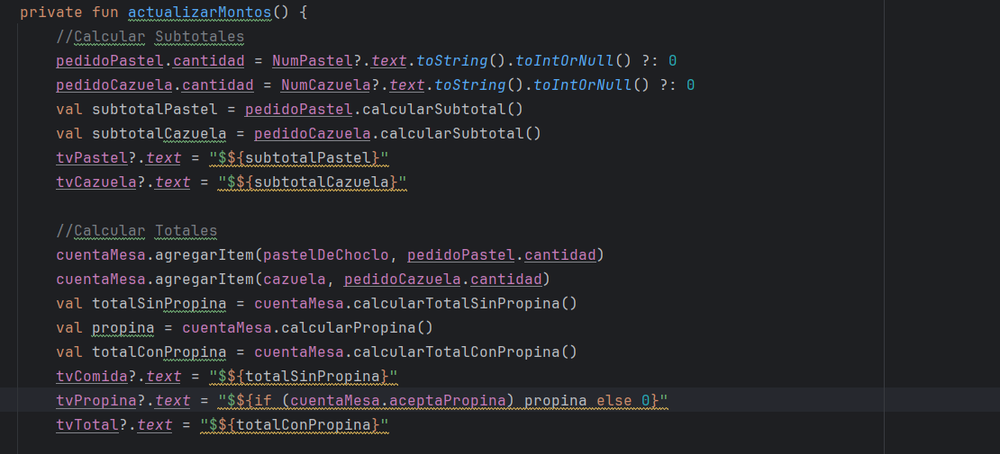 private fun actualizarMontos() {
//Calcular Subtotales
pedidoPastel.cantidad = NumPastel?.text.toString().toIntOrNull() ?: 0
pedidoCazuela.cantidad = NumCazuela?.text.toString().toIntOrNull() ?: 0
val subtotalPastel = pedidoPastel.calcularSubtotal()
val subtotalCazuela = pedidoCazuela.calcularSubtotal()
tvPastel?.text = "$${subtotalPastel}"
tvCazuela?.text = "$${subtotalCazuela}"
//Calcular Totales
cuentaMesa.agregarItem(pastelDeChoclo, pedidoPastel.cantidad)
cuentaMesa.agregarItem(cazuela, pedidoCazuela.cantidad)
val totalSinPropina = cuentaMesa.calcularTotalSinPropina()
val propina = cuentaMesa.calcularPropina()
val totalConPropina = cuentaMesa.calcularTotalConPropina()
tvComida?.text = "$${totalSinPropina}"
tvPropina?.text = "$${if (cuentaMesa.aceptaPropina) propina else 0}"
tvTotal?.text = "$${totalConPropina}"